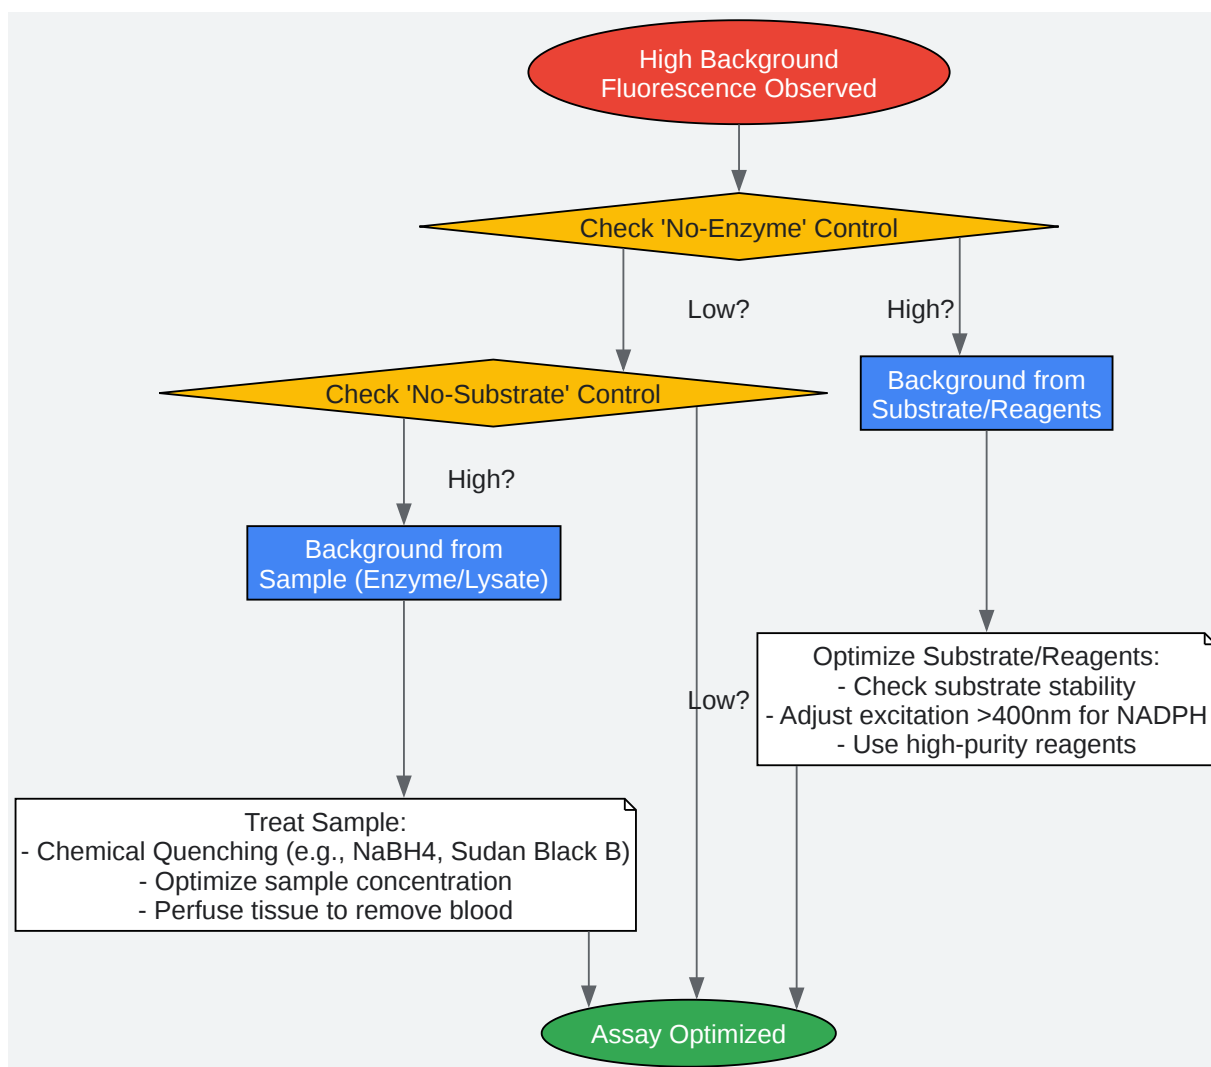 High Background
Fluorescence Observed
Check 'No-Enzyme' Control
Low?
High?
Check 'No-Substrate' Control
Background from
Substrate/Reagents
High?
Background from
Sample (Enzyme/Lysate)
Low?
Optimize Substrate/Reagents:
- Check substrate stability
- Adjust excitation >400nm for NADPH
- Use high-purity reagents
Treat Sample:
- Chemical Quenching (e.g., NaBH4, Sudan Black B)
- Optimize sample concentration
- Perfuse tissue to remove blood
Assay Optimized